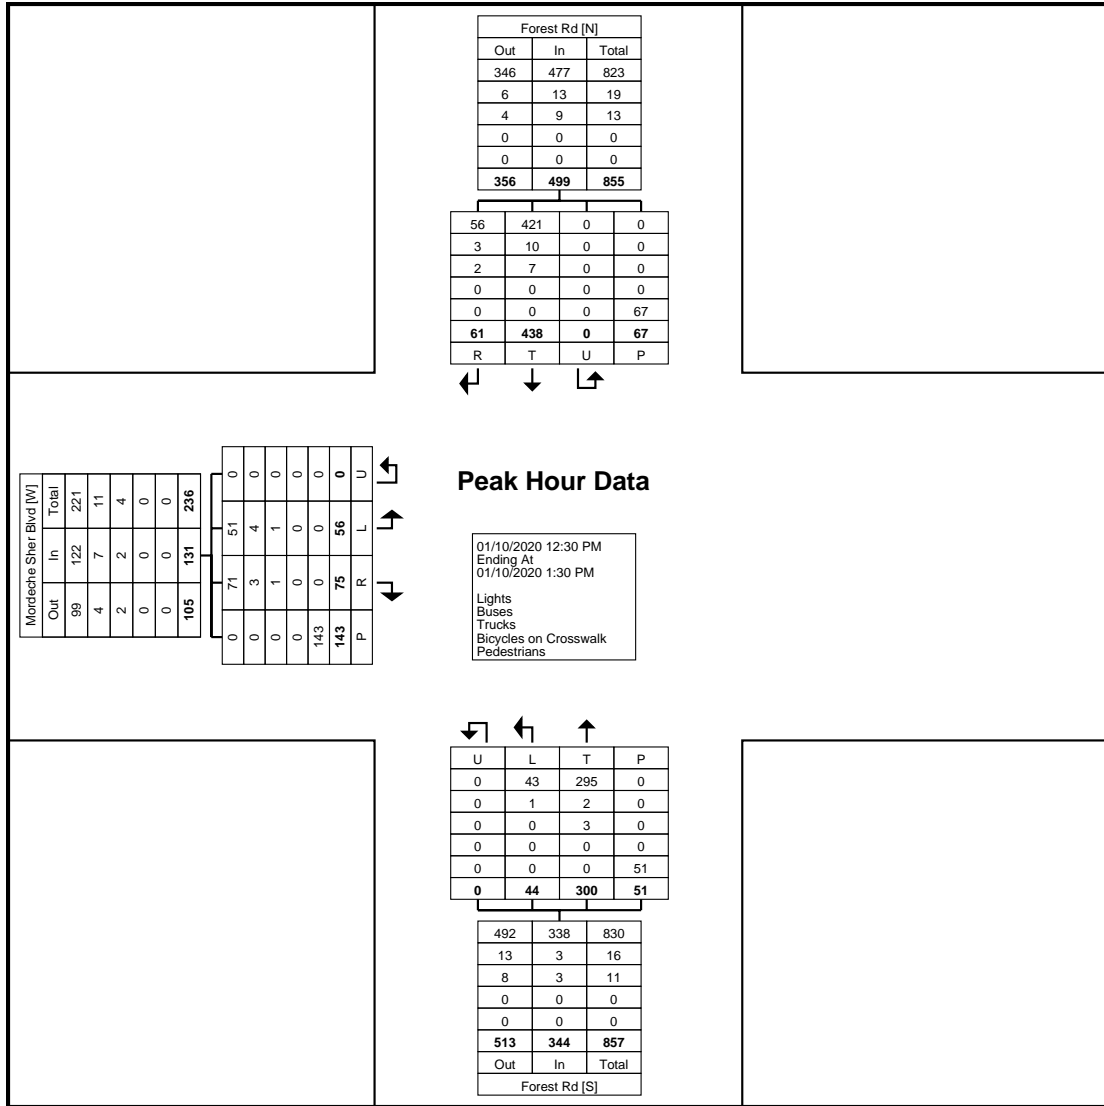 Forest Rd [N]
Out In Total
346 477 823
6 13 19
4 9 13
0 0 0
0 0 0
356 499 855
56 421 0 0
3 10 0 0
2 7 0 0
0 0 0 0
0 0 0 67
61 438 0 67
R T U P
Mordeche Sher Blvd [W]
Out In Total
99 122 221
4 7 11
2 2 4
0 0 0
0 0 0
105 131 236
0 71 51 0
0 3 4 0
0 1 1 0
0 0 0 0
143 0 0 0
143 75 56 0
P R L U
Peak Hour Data
01/10/2020 12:30 PM
Ending At
01/10/2020 1:30 PM
Lights
Buses
Trucks
Bicycles on Crosswalk
Pedestrians
U L T P
0 43 295 0
0 1 2 0
0 0 3 0
0 0 0 0
0 0 0 51
0 44 300 51
492 338 830
13 3 16
8 3 11
0 0 0
0 0 0
513 344 857
Out In Total
Forest Rd [S]